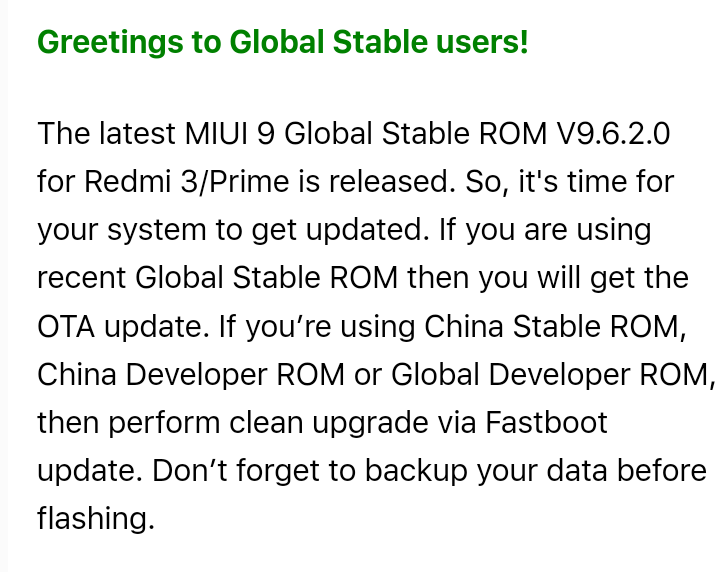 Greetings to Global Stable users!
The latest MIUI 9 Global Stable ROM V9.6.2.0
for Redmi 3/Prime is released. So, it's time for
your system to get updated. If you are using
recent Global Stable ROM then you will get the
OTA update. If you’re using China Stable ROM,
China Developer ROM or Global Developer ROM,
then perform clean upgrade via Fastboot
update. Don’t forget to backup your data before
flashing.